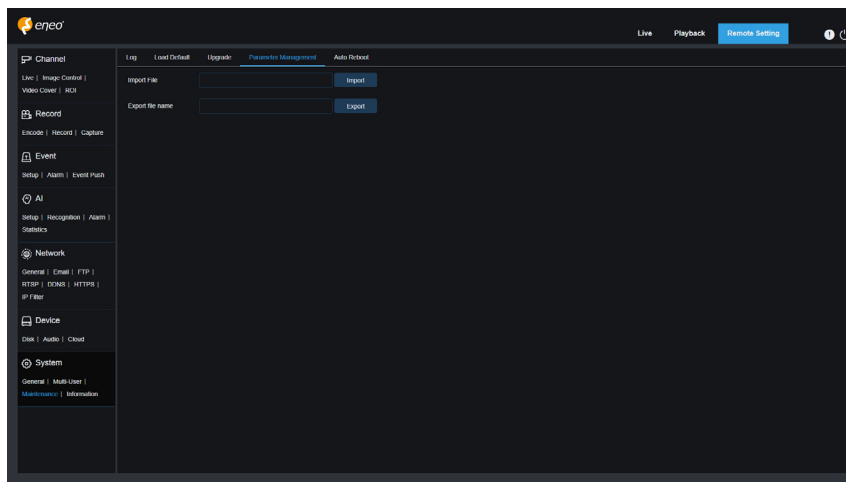 eneo
Live Playback Remote Setting
Channel
Live | Image Control |
Video Cover | ROI
Record
Encode | Record | Capture
Event
Setup | Alarm | Event Push
AI
Setup | Recognition | Alarm |
Statistics
Network
General | Email | FTP |
RTSP | DDNS | HTTPS |
IP Filter
Device
Disk | Audio | Cloud
System
General | Multi-User |
Maintenance | Information
Log Load Default Upgrade Parameter Management Auto Reboot
Import File Import
Export file name Export